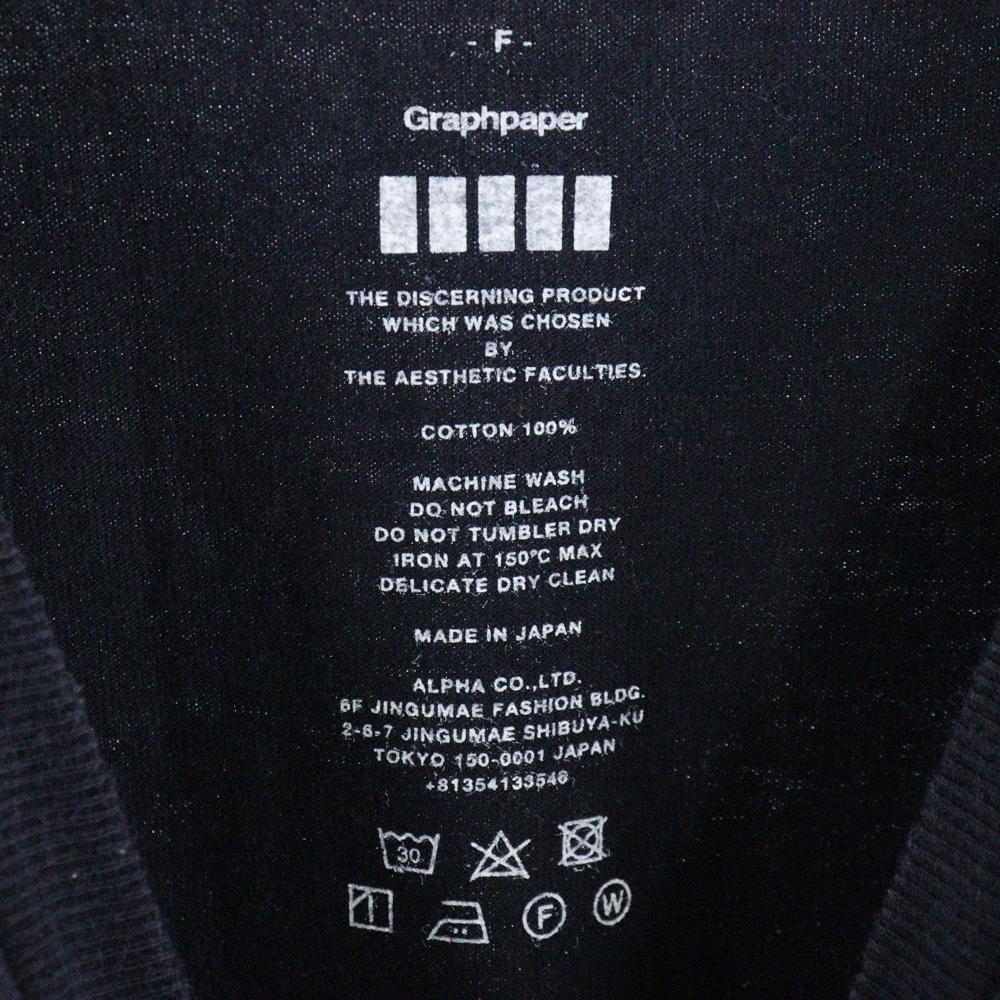 - F -
Graphpaper
THE DISCERNING PRODUCT
WHICH WAS CHOSEN
BY
THE AESTHETIC FACULTIES.
COTTON 100%
MACHINE WASH
DO NOT BLEACH
DO NOT TUMBLER DRY
IRON AT 150°C MAX
DELICATE DRY CLEAN
MADE IN JAPAN
ALPHA CO.,LTD.
6F JINGUMAE FASHION BLDG.
2-6-7 JINGUMAE SHIBUYA-KU
TOKYO 150-0001 JAPAN
+81354133546
30
F W